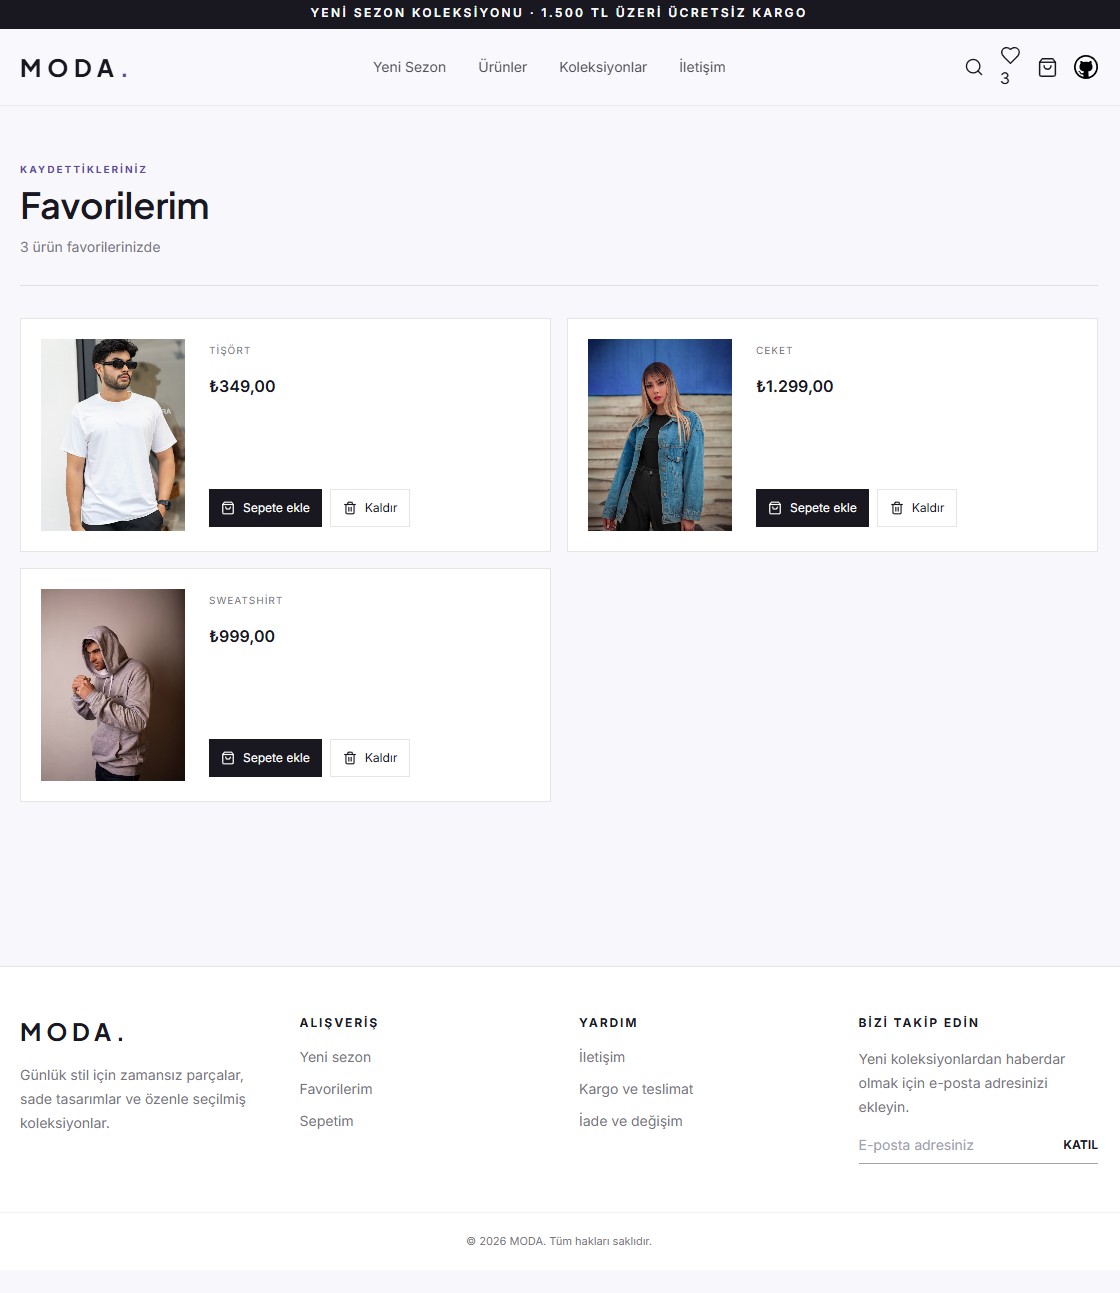 YENİ SEZON KOLEKSİYONU · 1.500 TL ÜZERİ ÜCRETSİZ KARGO
MODA.
Yeni Sezon
Ürünler
Koleksiyonlar
İletişim
3
KAYDETTİKLERİNİZ
Favorilerim
3 ürün favorilerinizde
TİŞÖRT
₺349,00
Sepete ekle
Kaldır
CEKET
₺1.299,00
Sepete ekle
Kaldır
SWEATSHİRT
₺999,00
Sepete ekle
Kaldır
MODA.
Günlük stil için zamansız parçalar,
sade tasarımlar ve özenle seçilmiş
koleksiyonlar.
ALIŞVERİŞ
Yeni sezon
Favorilerim
Sepetim
YARDIM
İletişim
Kargo ve teslimat
İade ve değişim
BİZİ TAKİP EDİN
Yeni koleksiyonlardan haberdar
olmak için e-posta adresinizi
ekleyin.
E-posta adresiniz
KATIL
© 2026 MODA. Tüm hakları saklıdır.